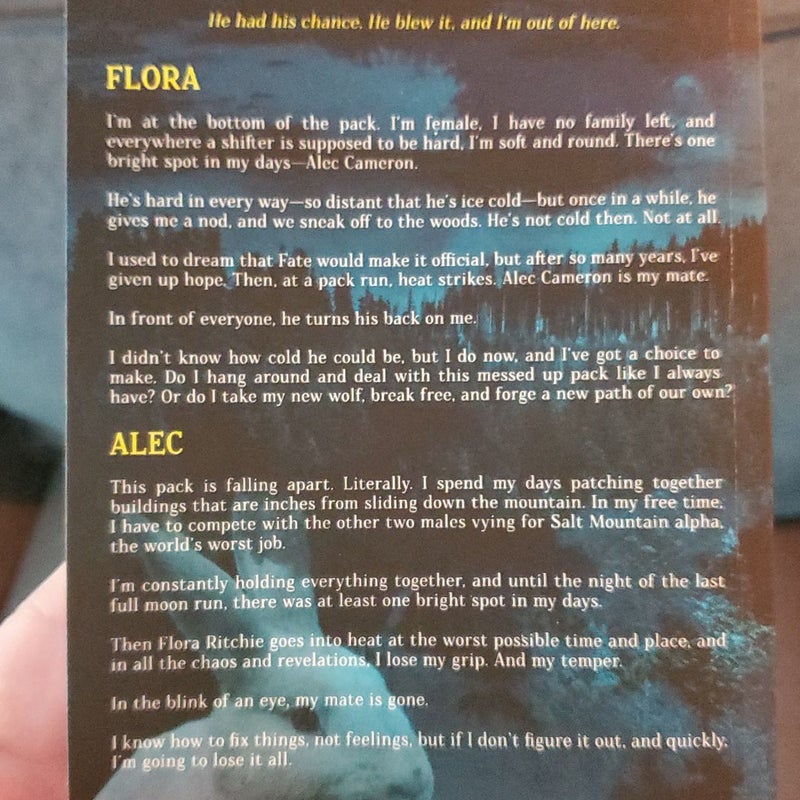 He had his chance. He blew it, and I'm out of here.
FLORA
I'm at the bottom of the pack. I'm female, I have no family left, and
everywhere a shifter is supposed to be hard, I'm soft and round. There's one
bright spot in my days—Alec Cameron.
He's hard in every way—so distant that he's ice cold—but once in a while, he
gives me a nod, and we sneak off to the woods. He's not cold then. Not at all.
I used to dream that Fate would make it official, but after so many years, I've
given up hope. Then, at a pack run, heat strikes. Alec Cameron is my mate.
In front of everyone, he turns his back on me.
I didn't know how cold he could be, but I do now, and I've got a choice to
make. Do I hang around and deal with this messed up pack like I always
have? Or do I take my new wolf, break free, and forge a new path of our own?
ALEC
This pack is falling apart. Literally. I spend my days patching together
buildings that are inches from sliding down the mountain. In my free time,
I have to compete with the other two males vying for Salt Mountain alpha,
the world's worst job.
I'm constantly holding everything together, and until the night of the last
full moon run, there was at least one bright spot in my days.
Then Flora Ritchie goes into heat at the worst possible time and place, and
in all the chaos and revelations, I lose my grip. And my temper.
In the blink of an eye, my mate is gone.
I know how to fix things, not feelings, but if I don't figure it out, and quickly,
I'm going to lose it all.